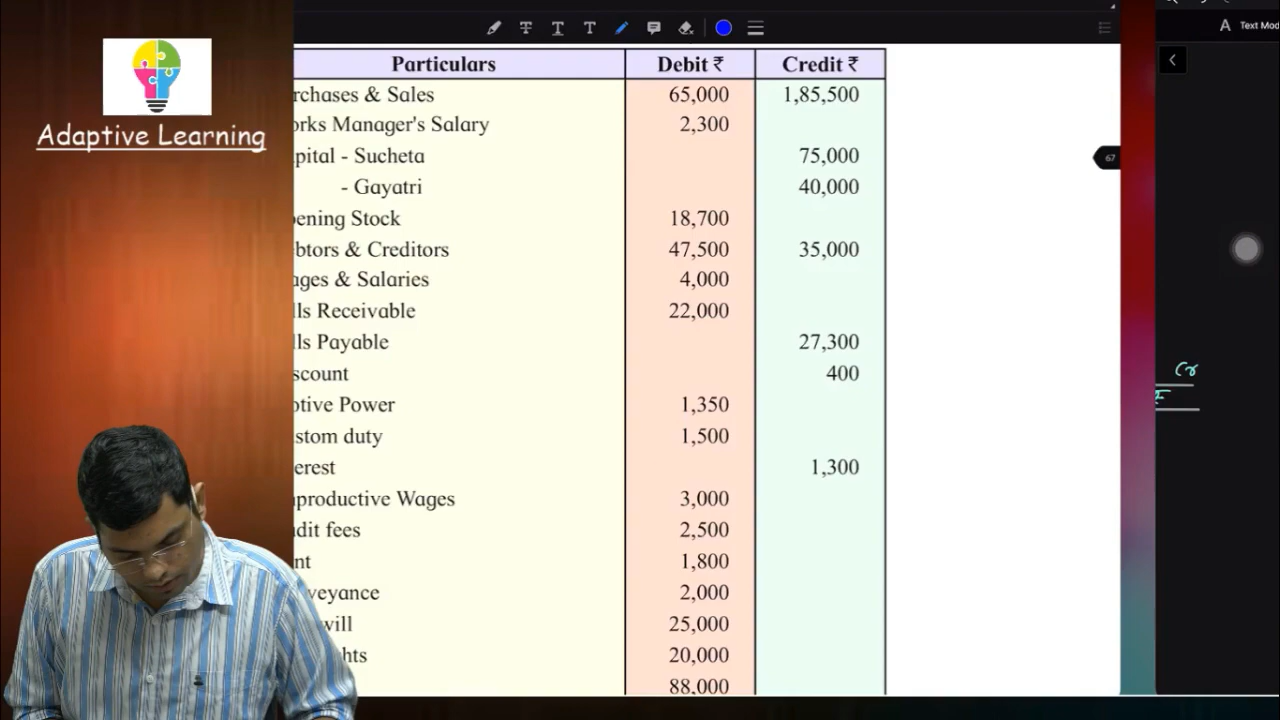 A Text Mod
Adaptive Learning
Particulars Debit ₹ Credit ₹
rchases & Sales 65,000 1,85,500
orks Manager's Salary 2,300
pital - Sucheta 75,000
- Gayatri 40,000
ening Stock 18,700
btors & Creditors 47,500 35,000
ages & Salaries 4,000
lls Receivable 22,000
lls Payable 27,300
scount 400
otive Power 1,350
stom duty 1,500
erest 1,300
nproductive Wages 3,000
dit fees 2,500
nt 1,800
veyance 2,000
will 25,000
hts 20,000
88,000
67
Cr
₹